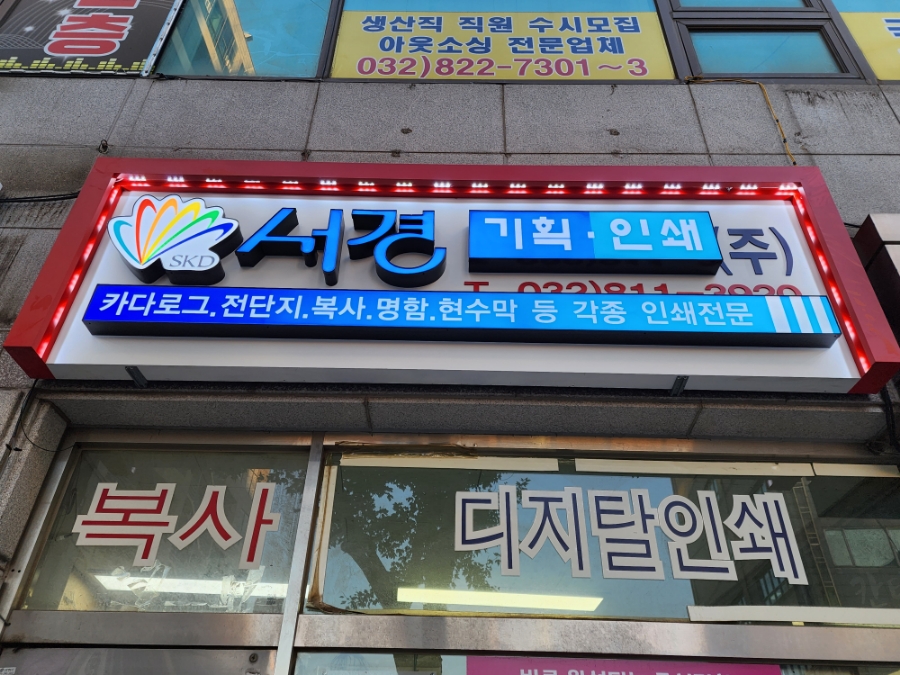 층
생산직 직원 수시모집
아웃소싱 전문업체
032)822-7301~3
SKD 서경 기획·인쇄 (주)
카다로그.전단지.복사.명함.현수막 등 각종 인쇄전문
복사 디지탈인쇄